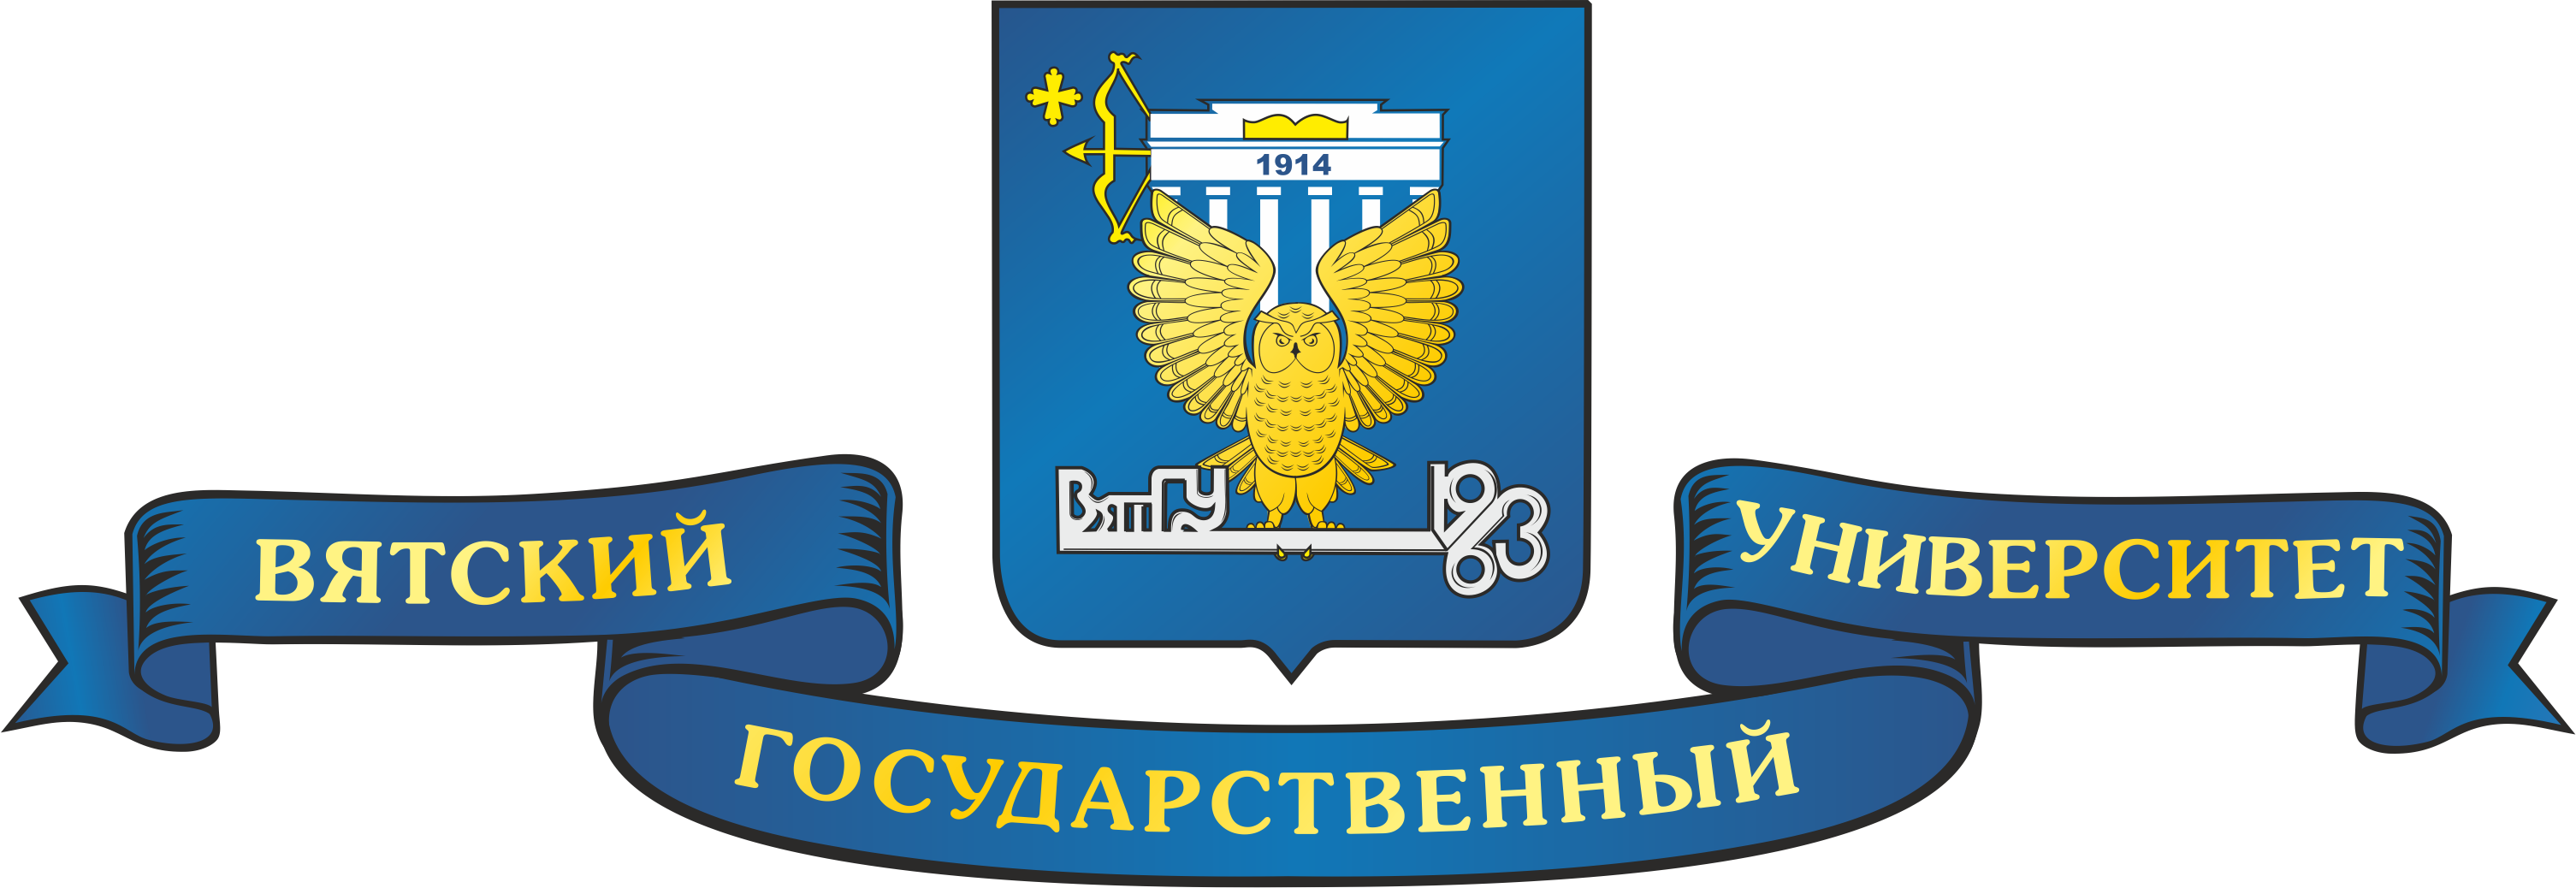 1914
ВятГУ 1963
ВЯТСКИЙ
ГОСУДАРСТВЕННЫЙ
УНИВЕРСИТЕТ